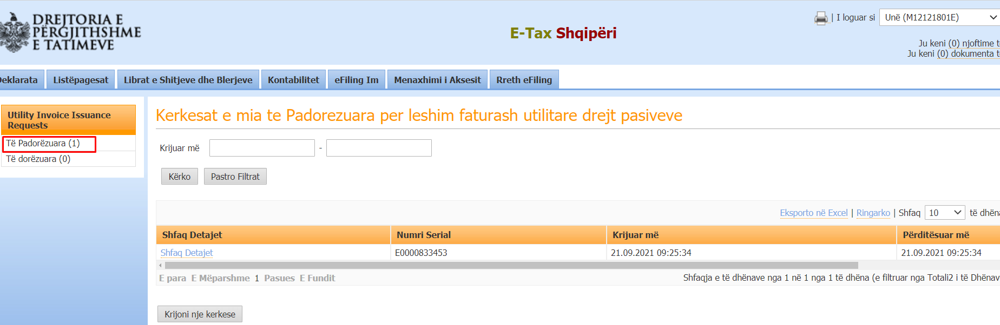 DREJTORIA E
PËRGJITHSHME
E TATIMEVE
E-Tax Shqipëri
| I loguar si Unë (M12121801E)
Ju keni (0) njoftime t
Ju keni (0) dokumenta t
eklarata Listëpagesat Librat e Shitjeve dhe Blerjeve Kontabilitet eFiling Im Menaxhimi i Aksesit Rreth eFiling
Utility Invoice Issuance
Requests
Të Padorëzuara (1)
Të dorëzuara (0)
Kerkesat e mia te Padorezuara per leshim faturash utilitare drejt pasiveve
Krijuar më -
Kërko Pastro Filtrat
Eksporto në Excel | Ringarko | Shfaq 10 të dhëna
Shfaq Detajet Numri Serial Krijuar më Përditësuar më
Shfaq Detajet E0000833453 21.09.2021 09:25:34 21.09.2021 09:25:34
E para E Mëparshme 1 Pasues E Fundit
Shfaqja e të dhënave nga 1 në 1 nga 1 të dhëna (e filtruar nga Totali2 i të Dhënav
Krijoni nje kerkese